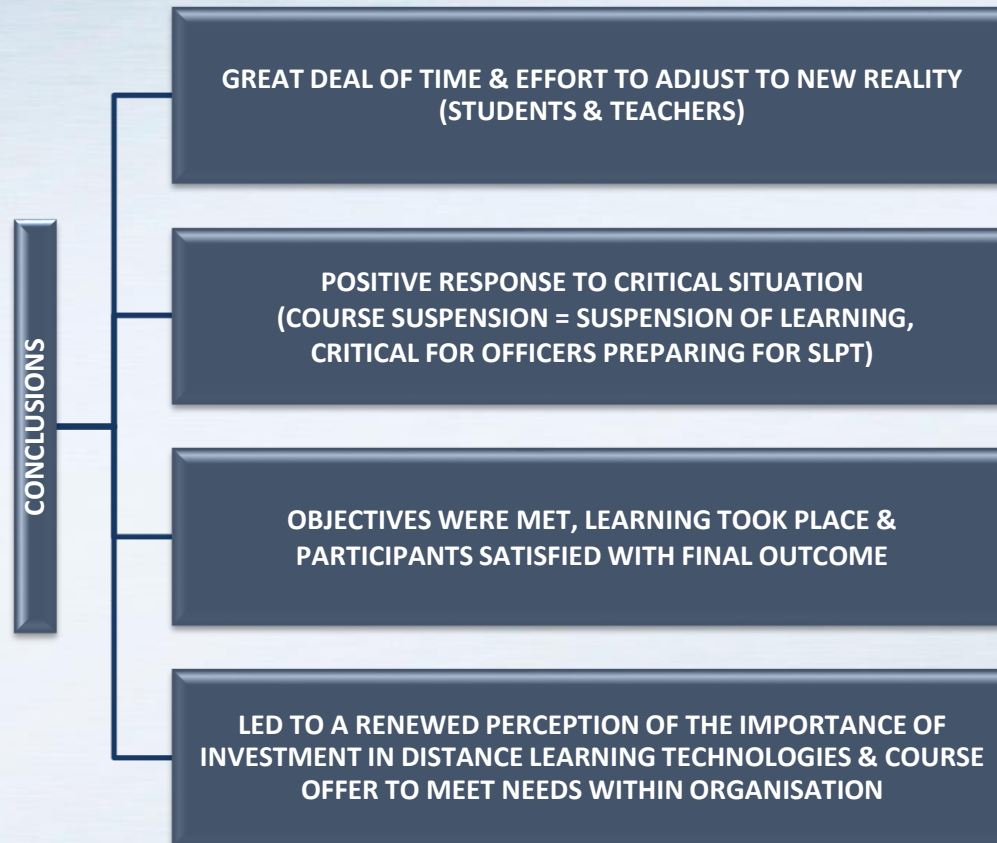 CONCLUSIONS
GREAT DEAL OF TIME & EFFORT TO ADJUST TO NEW REALITY
(STUDENTS & TEACHERS)
POSITIVE RESPONSE TO CRITICAL SITUATION
(COURSE SUSPENSION = SUSPENSION OF LEARNING,
CRITICAL FOR OFFICERS PREPARING FOR SLPT)
OBJECTIVES WERE MET, LEARNING TOOK PLACE &
PARTICIPANTS SATISFIED WITH FINAL OUTCOME
LED TO A RENEWED PERCEPTION OF THE IMPORTANCE OF
INVESTMENT IN DISTANCE LEARNING TECHNOLOGIES & COURSE
OFFER TO MEET NEEDS WITHIN ORGANISATION